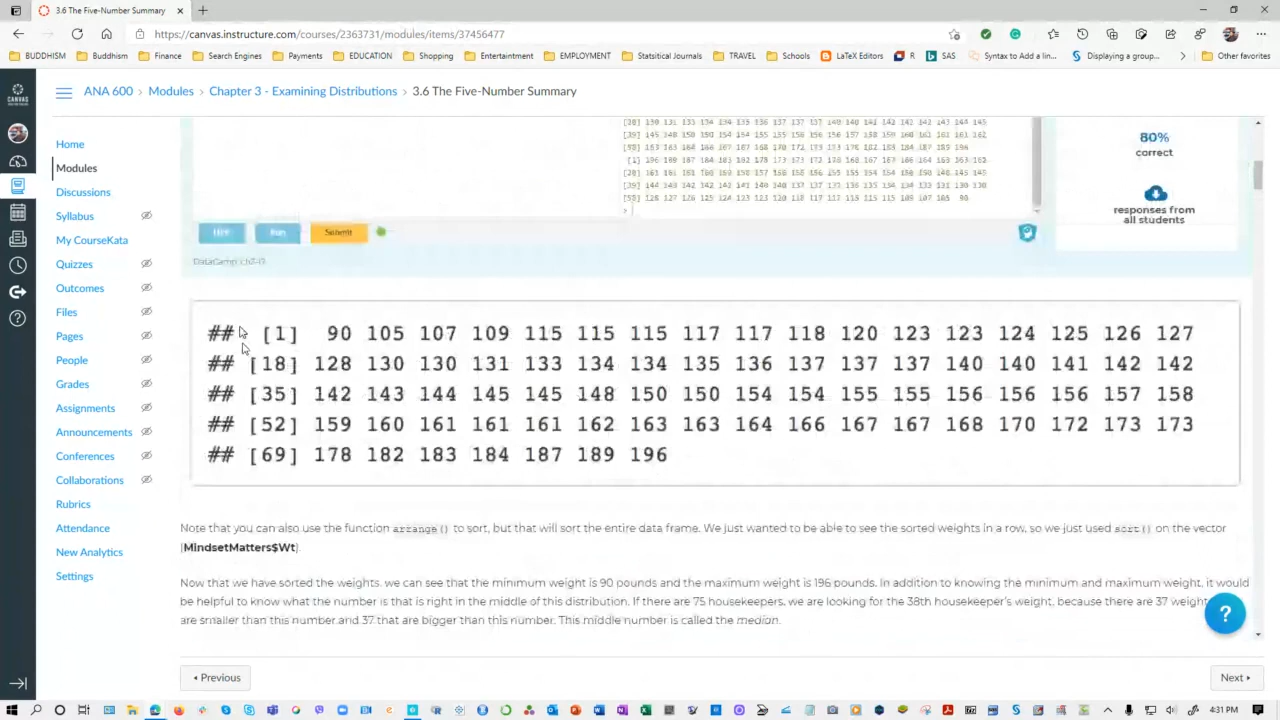 3.6 The Five-Number Summary
https://canvas.instructure.com/courses/2363731/modules/items/37456477
BUDDHISM Buddhism Finance Search Engines Payments EDUCATION Shopping Entertainment EMPLOYMENT Statsitical Journals TRAVEL Schools LaTeX Editors R SAS Syntax to Add a lin... Displaying a group... Other favorites
CANVAS
ANA 600 › Modules › Chapter 3 - Examining Distributions › 3.6 The Five-Number Summary
Home
Modules
Discussions
Syllabus
My CourseKata
Quizzes
Outcomes
Files
Pages
People
Grades
Assignments
Announcements
Conferences
Collaborations
Rubrics
Attendance
New Analytics
Settings
80%
correct
responses from
all students
Run Submit
## [1] 90 105 107 109 115 115 115 117 117 118 120 123 123 124 125 126 127
## [18] 128 130 130 131 133 134 134 135 136 137 137 137 140 140 141 142 142
## [35] 142 143 144 145 145 148 150 150 154 154 155 155 156 156 156 157 158
## [52] 159 160 161 161 161 162 163 163 164 166 167 167 168 170 172 173 173
## [69] 178 182 183 184 187 189 196
Note that you can also use the function arrange() to sort, but that will sort the entire data frame. We just wanted to be able to see the sorted weights in a row, so we just used sort() on the vector
(MindsetMatters$Wt).
Now that we have sorted the weights, we can see that the minimum weight is 90 pounds and the maximum weight is 196 pounds. In addition to knowing the minimum and maximum weight, it would
be helpful to know what the number is that is right in the middle of this distribution. If there are 75 housekeepers, we are looking for the 38th housekeeper's weight, because there are 37
are smaller than this number and 37 that are bigger than this number. This middle number is called the median.
?
Previous
Next
4:31 PM